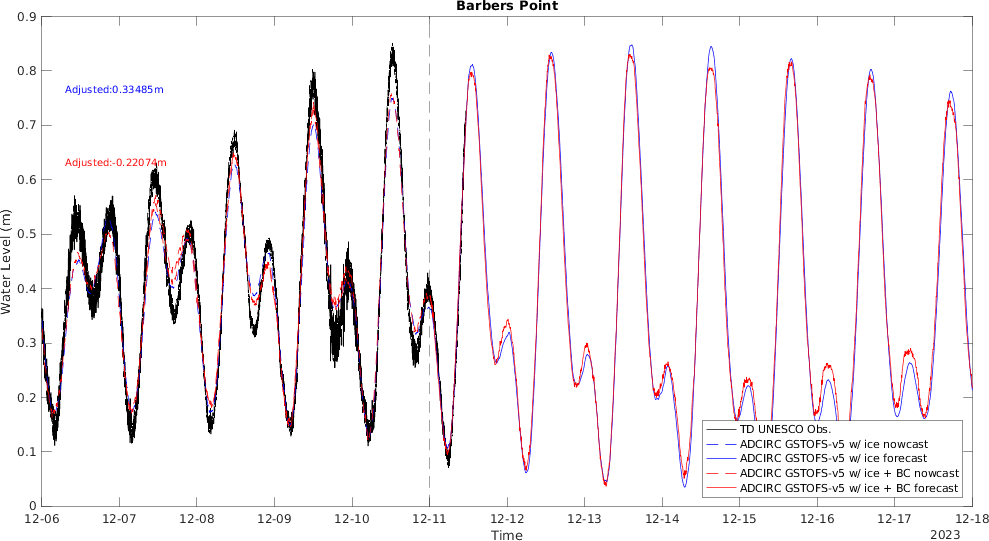 Barbers Point
0.9
0.8
0.7
0.6
0.5
0.4
0.3
0.2
0.1
0
Water Level (m)
Adjusted:0.33485m
Adjusted:-0.22074m
TD UNESCO Obs.
ADCIRC GSTOFS-v5 w/ ice nowcast
ADCIRC GSTOFS-v5 w/ ice forecast
ADCIRC GSTOFS-v5 w/ ice + BC nowcast
ADCIRC GSTOFS-v5 w/ ice + BC forecast
12-06 12-07 12-08 12-09 12-10 12-11 12-12 12-13 12-14 12-15 12-16 12-17 12-18
Time
2023